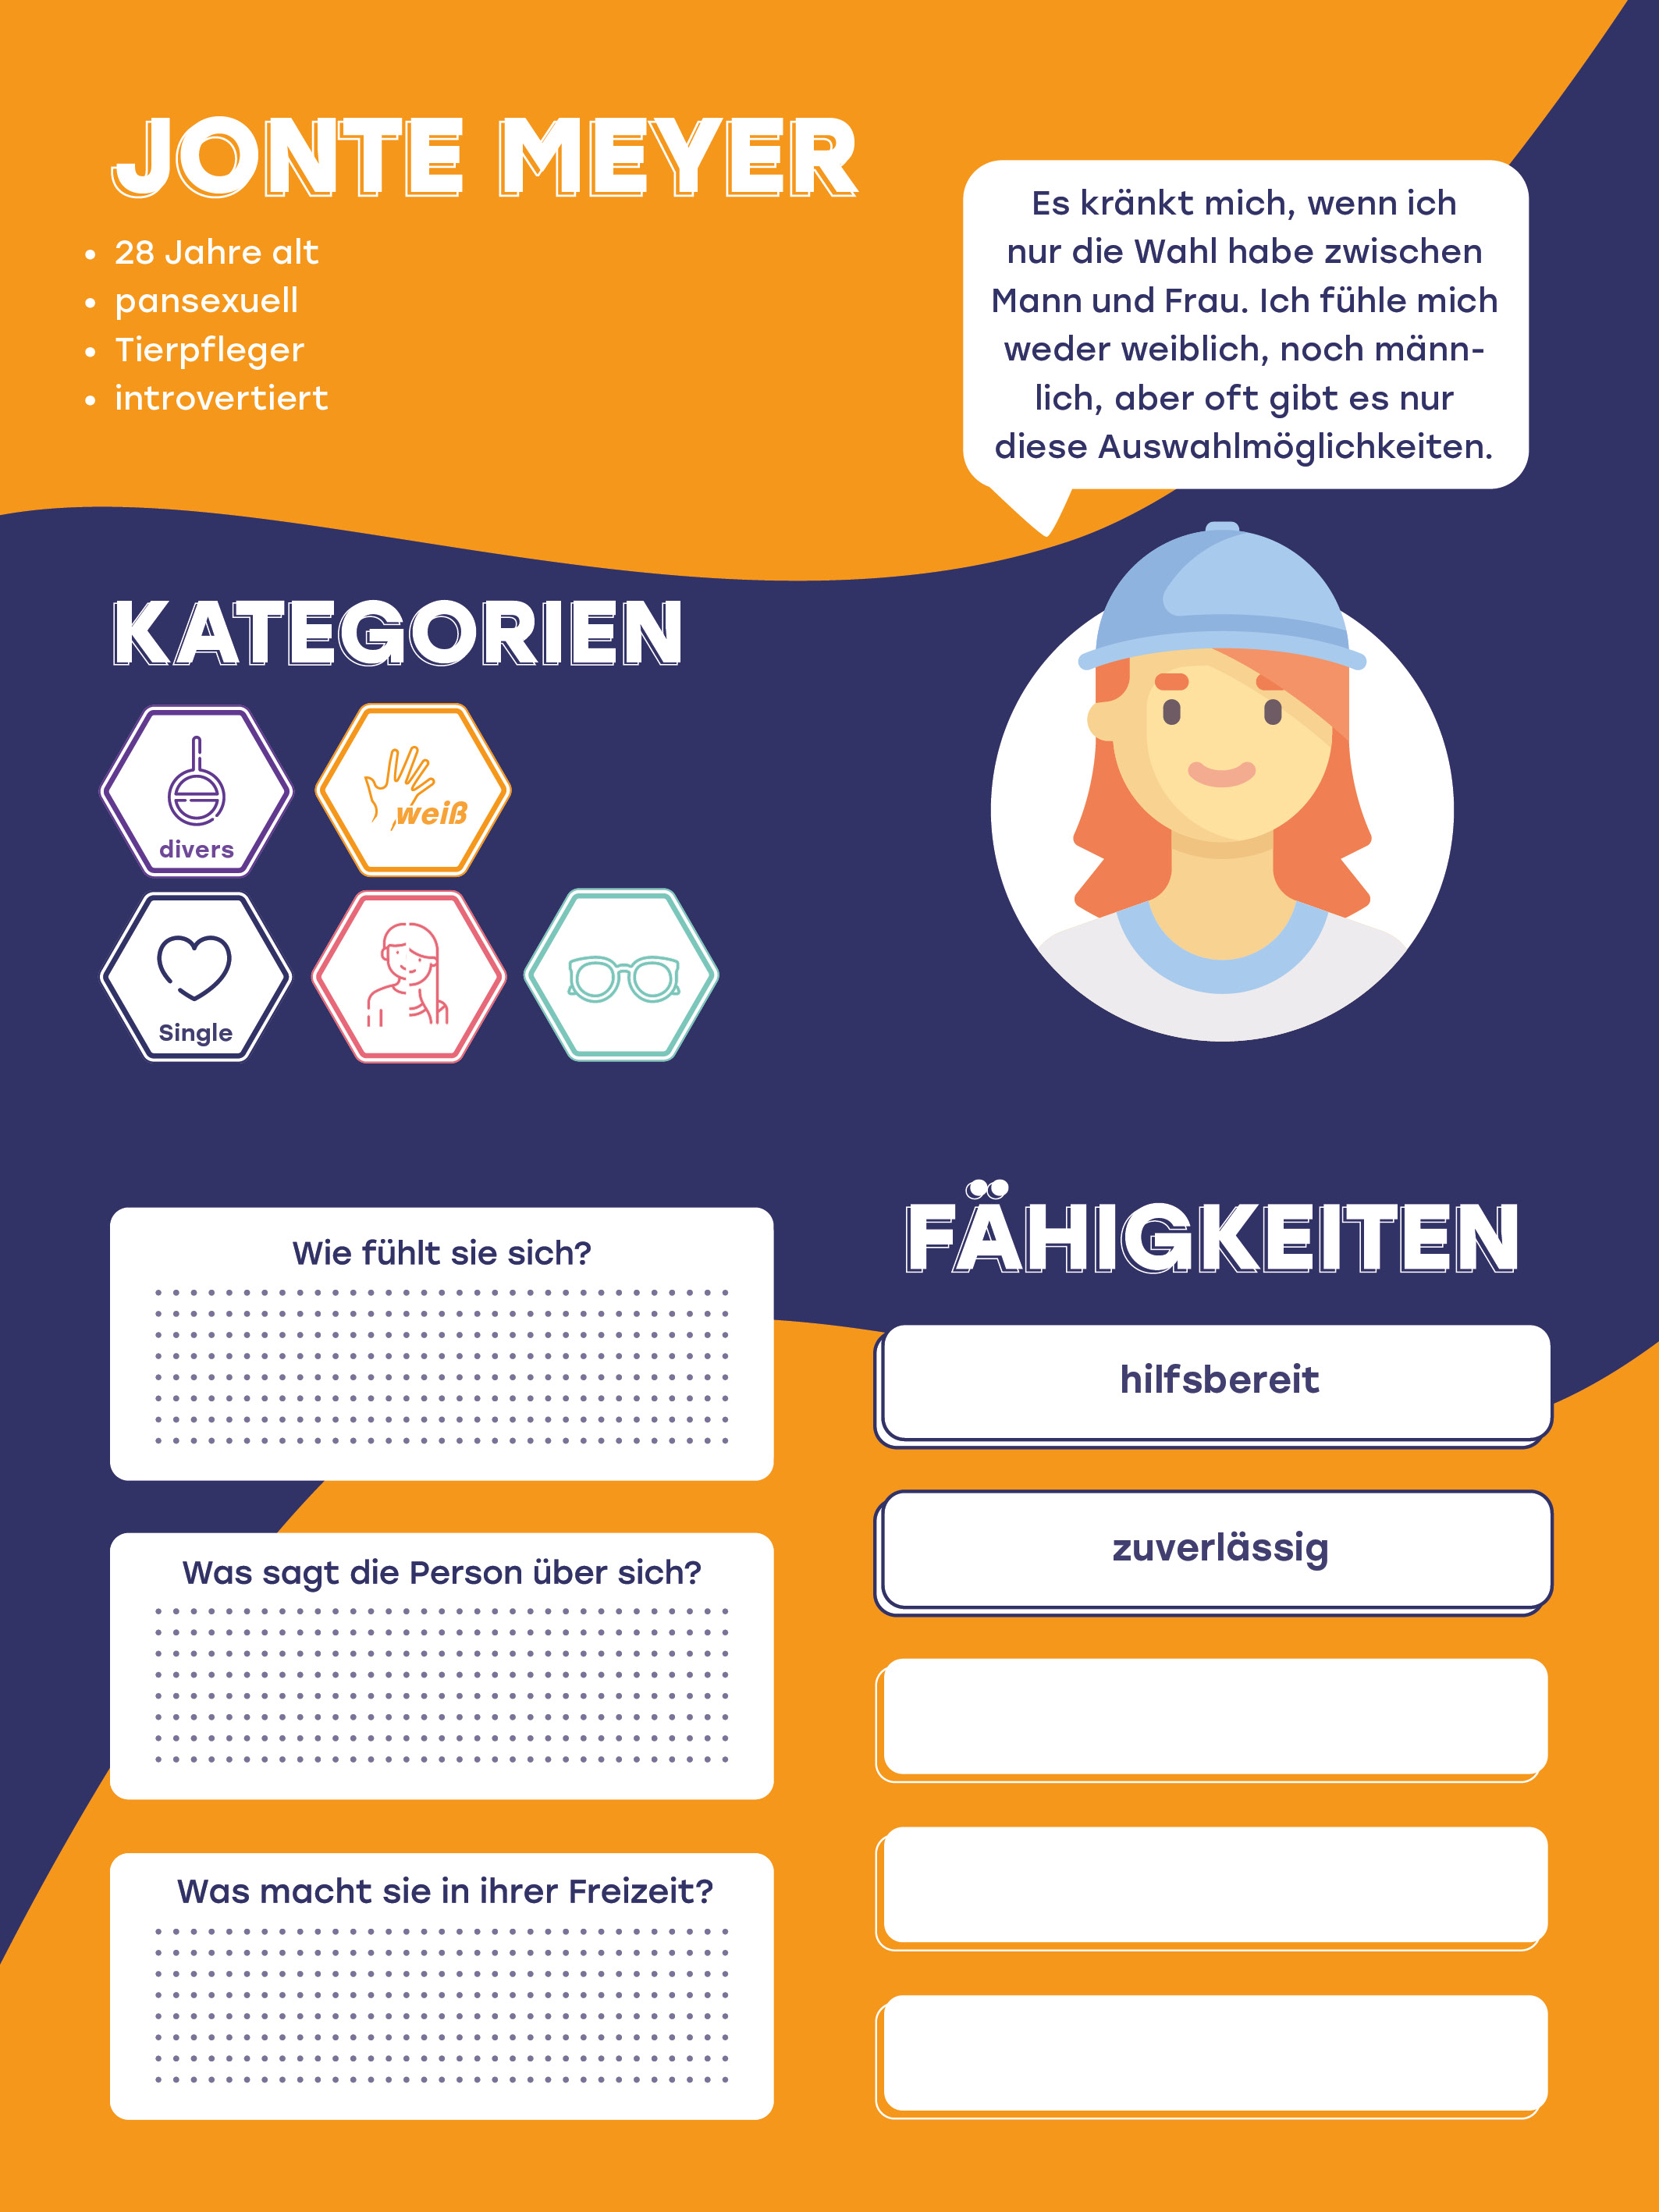 JONTE MEYER
• 28 Jahre alt
• pansexuell
• Tierpfleger
• introvertiert
Es kränkt mich, wenn ich
nur die Wahl habe zwischen
Mann und Frau. Ich fühle mich
weder weiblich, noch männ-
lich, aber oft gibt es nur
diese Auswahlmöglichkeiten.
KATEGORIEN
divers
weiß
Single
Wie fühlt sie sich?
Was sagt die Person über sich?
Was macht sie in ihrer Freizeit?
FÄHIGKEITEN
hilfsbereit
zuverlässig